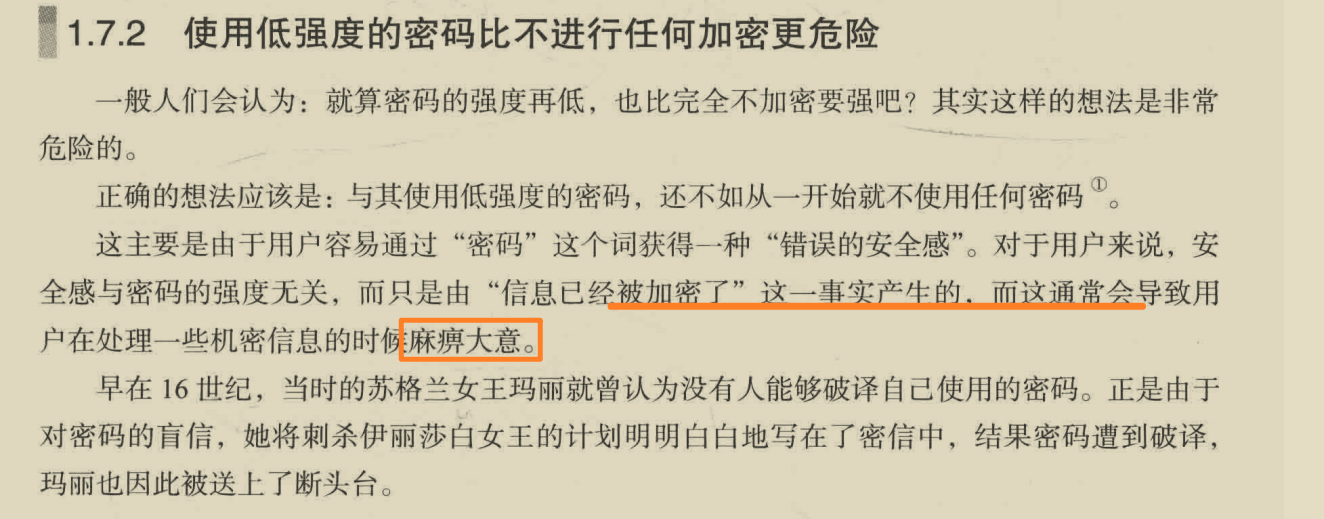 1.7.2 使用低强度的密码比不进行任何加密更危险
一般人们会认为：就算密码的强度再低，也比完全不加密要强吧？其实这样的想法是非常
危险的。
正确的想法应该是：与其使用低强度的密码，还不如从一开始就不使用任何密码①。
这主要是由于用户容易通过“密码”这个词获得一种“错误的安全感”。对于用户来说，安
全感与密码的强度无关，而只是由“信息已经被加密了”这一事实产生的，而这通常会导致用
户在处理一些机密信息的时候麻痹大意。
早在 16 世纪，当时的苏格兰女王玛丽就曾认为没有人能够破译自己使用的密码。正是由于
对密码的盲信，她将刺杀伊丽莎白女王的计划明明白白地写在了密信中，结果密码遭到破译，
玛丽也因此被送上了断头台。